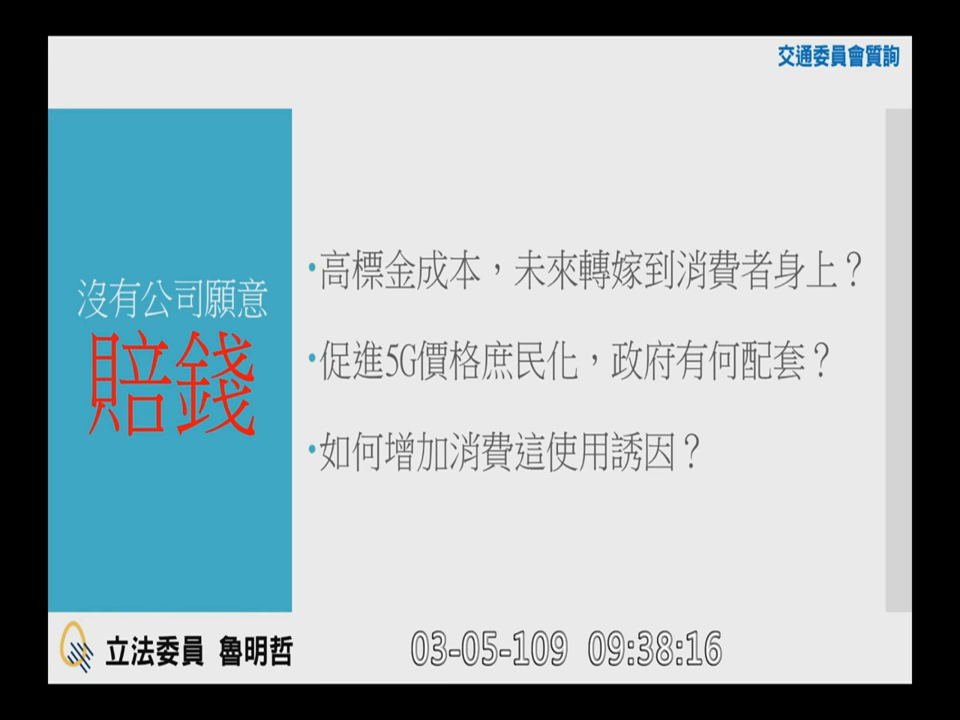 交通委員會質詢
沒有公司願意
賠錢
•高標金成本，未來轉嫁到消費者身上？
•促進5G價格庶民化，政府有何配套？
•如何增加消費這使用誘因？
立法委員 魯明哲
03-05-109 09:38:16